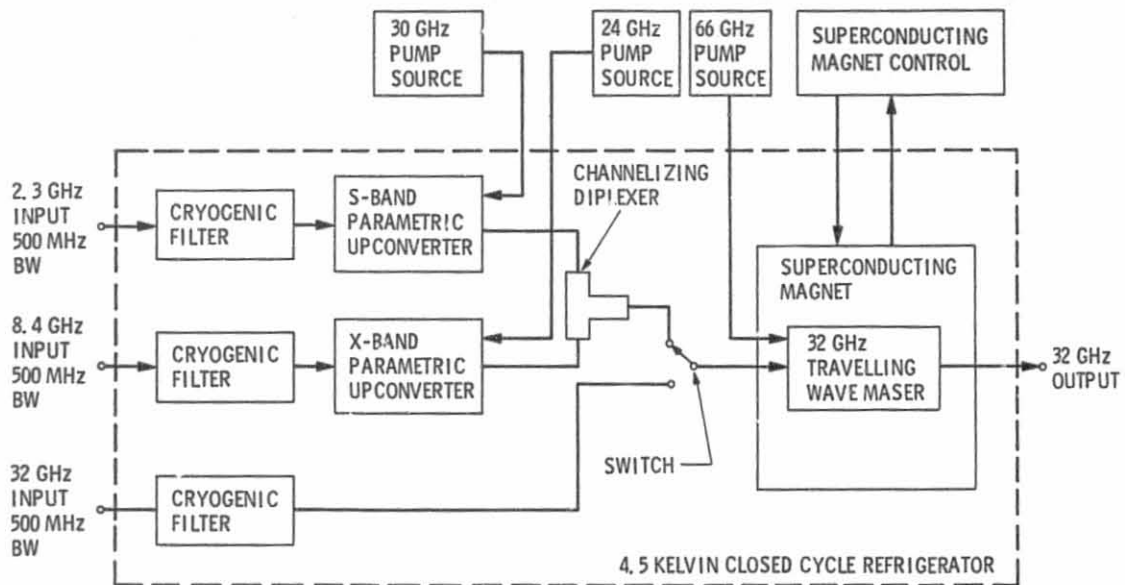 30 GHz
PUMP
SOURCE
24 GHz
PUMP
SOURCE
66 GHz
PUMP
SOURCE
SUPERCONDUCTING
MAGNET CONTROL
2.3 GHz
INPUT
500 MHz
BW
CRYOGENIC
FILTER
S-BAND
PARAMETRIC
UPCONVERTER
CHANNELIZING
DIPLEXER
SUPERCONDUCTING
MAGNET
8.4 GHz
INPUT
500 MHz
BW
CRYOGENIC
FILTER
X-BAND
PARAMETRIC
UPCONVERTER
32 GHz
TRAVELLING
WAVE MASER
32 GHz
OUTPUT
SWITCH
32 GHz
INPUT
500 MHz
BW
CRYOGENIC
FILTER
4.5 KELVIN CLOSED CYCLE REFRIGERATOR